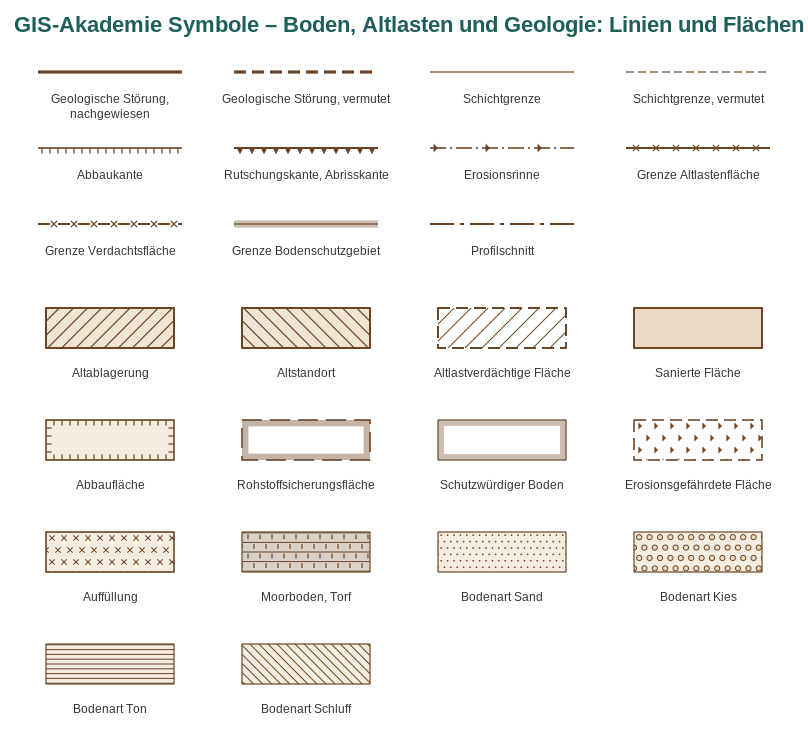 GIS-Akademie Symbole – Boden, Altlasten und Geologie: Linien und Flächen
Geologische Störung,
nachgewiesen
Geologische Störung, vermutet
Schichtgrenze
Schichtgrenze, vermutet
Abbaukante
Rutschungskante, Abrisskante
Erosionsrinne
Grenze Altlastenfläche
Grenze Verdachtsfläche
Grenze Bodenschutzgebiet
Profilschnitt
Altablagerung
Altstandort
Altlastverdächtige Fläche
Sanierte Fläche
Abbaufläche
Rohstoffsicherungsfläche
Schutzwürdiger Boden
Erosionsgefährdete Fläche
Auffüllung
Moorboden, Torf
Bodenart Sand
Bodenart Kies
Bodenart Ton
Bodenart Schluff